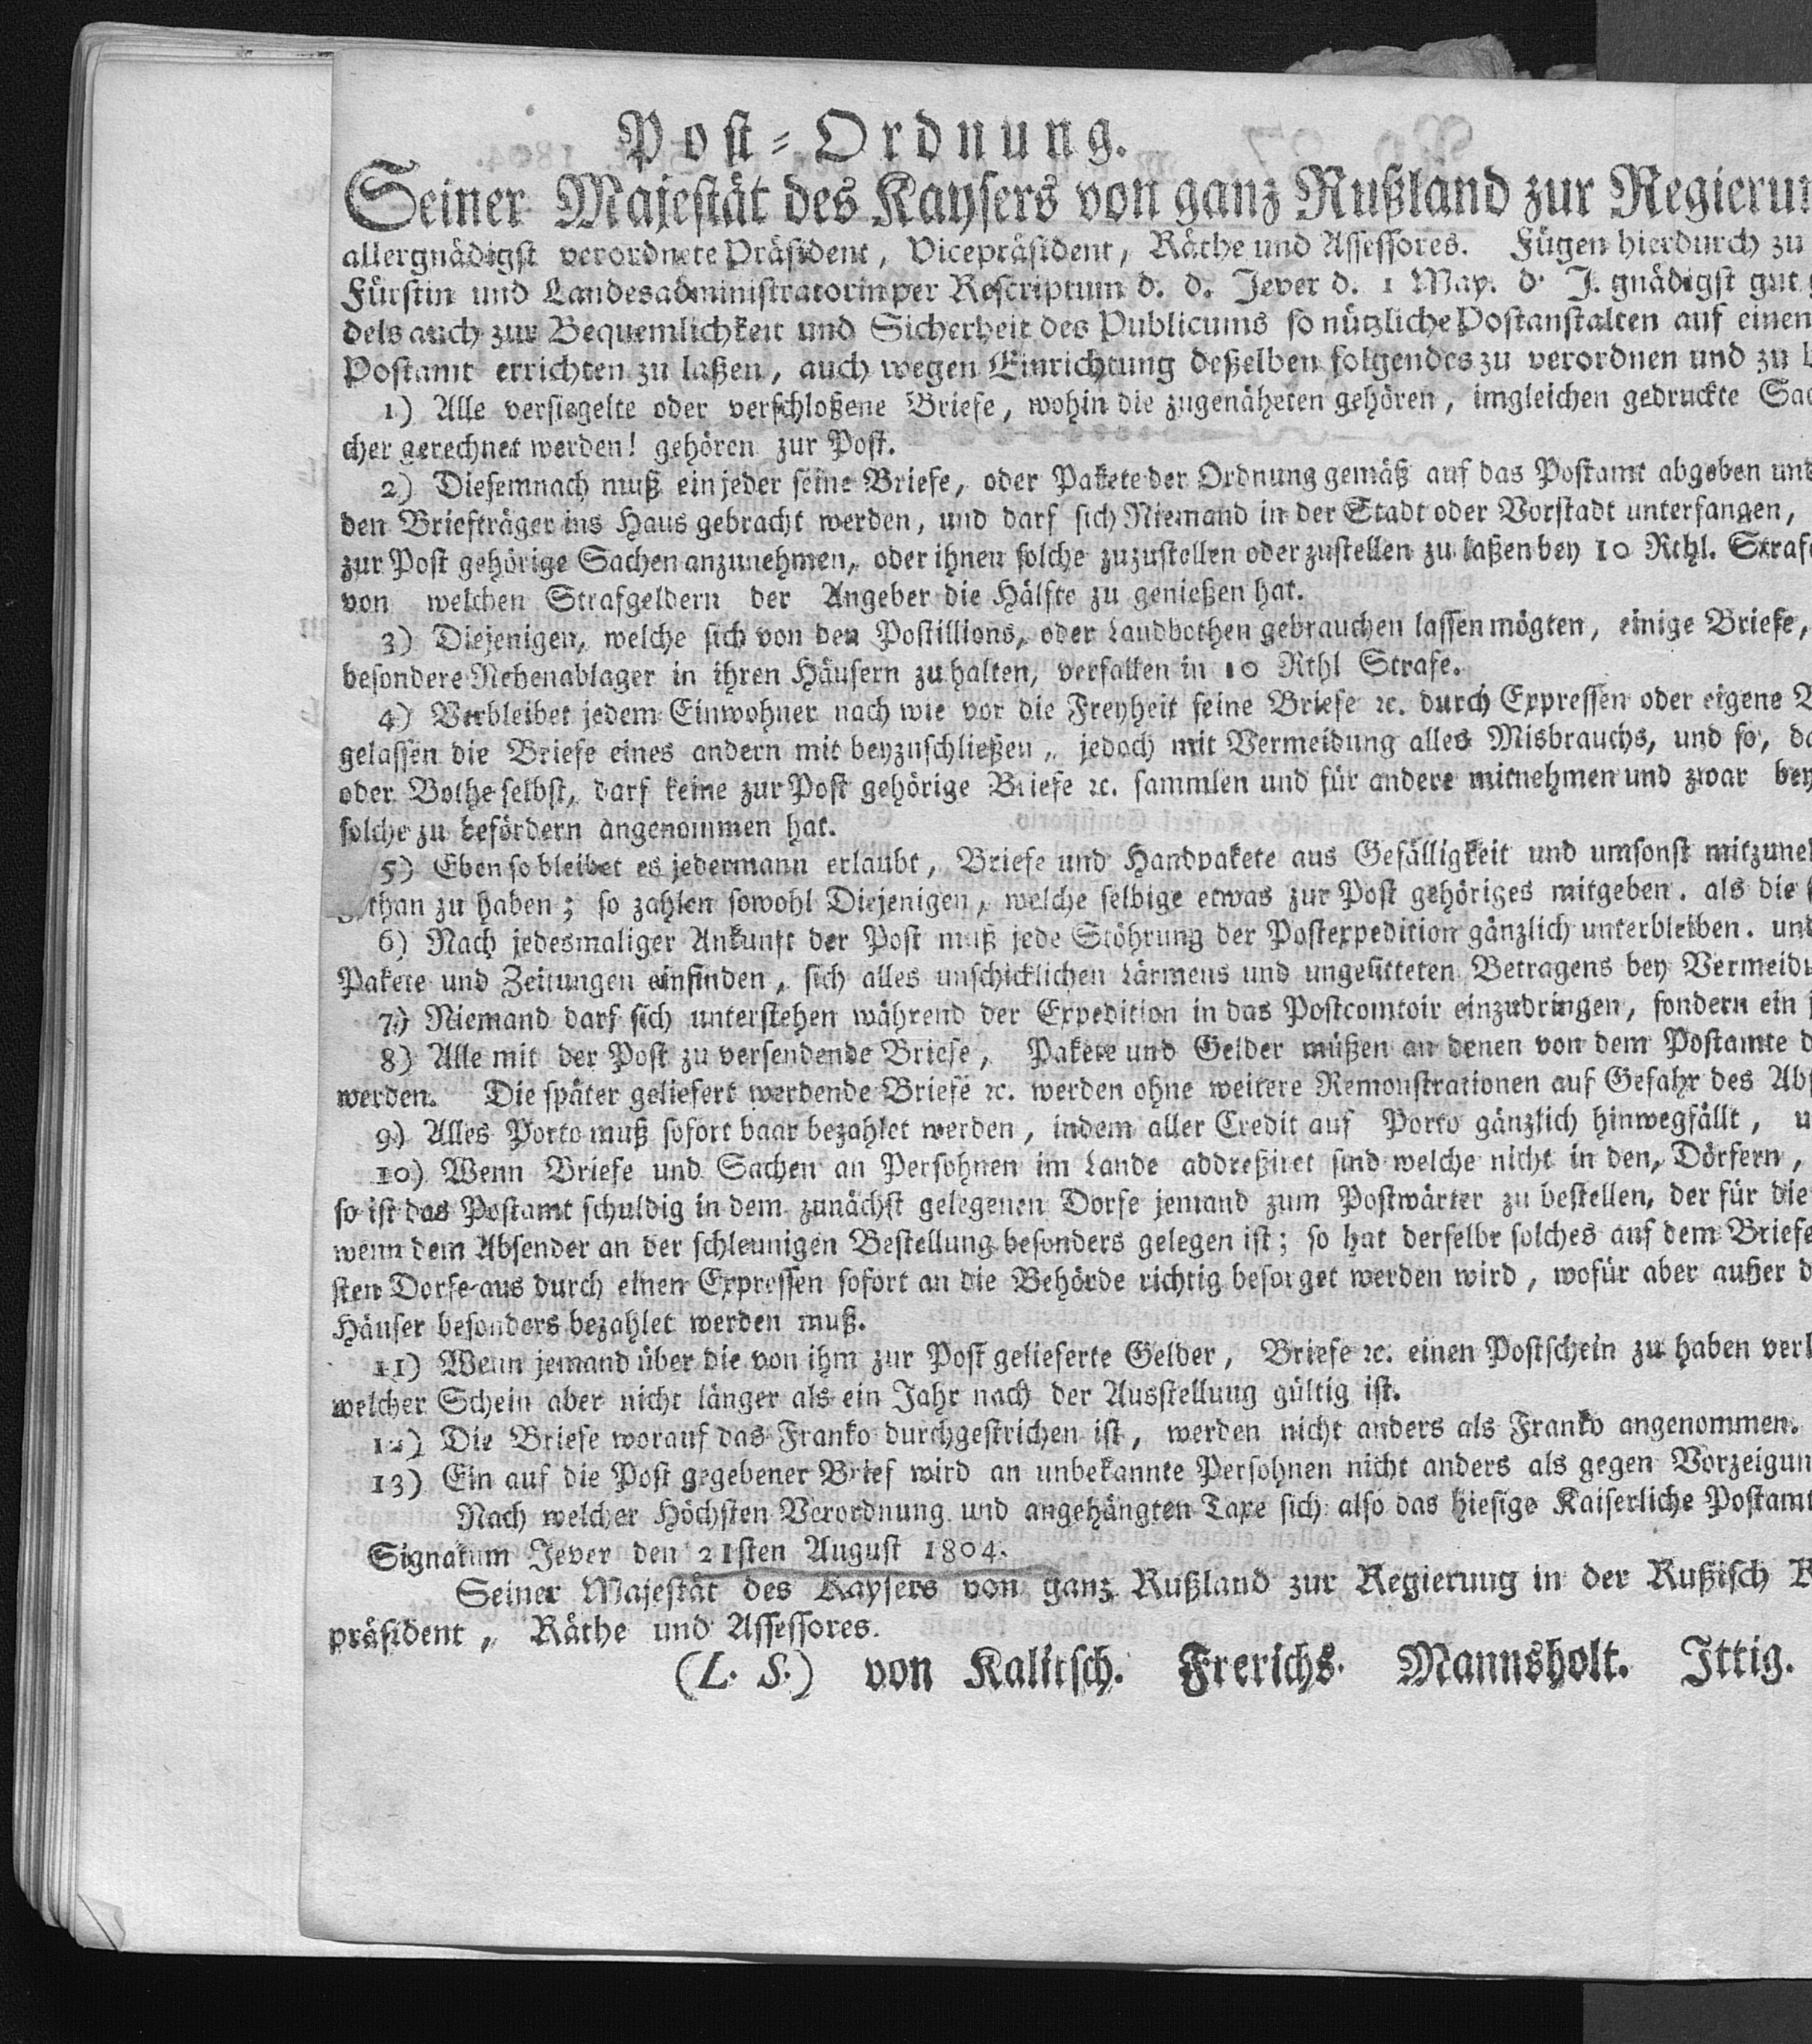 Post-Ordnung.
Seiner Majestät des Kaysers von ganz Rußland zur Regierun
allergnädigst verordnete Präsident, Vicepräsident, Räthe und Assessores. Fügen hierdurch zu
Fürstin und Landesadministratorin per Rescriptum d. d. Jever d. 1 May. d. J. gnädigst gut
dels auch zur Bequemlichkeit und Sicherheit des Publicums so nützliche Postanstalten auf einen
Postamt errichten zu laßen, auch wegen Einrichtung deßelben folgendes zu verordnen und zu
1) Alle versiegelte oder verschloßene Briefe, wohin die zugenäheten gehören, imgleichen gedruckte Sac
cher gerechnet werden! gehören zur Post.
2) Diesemnach muß ein jeder seine Briefe, oder Pakete der Ordnung gemäß auf das Postamt abgeben und
den Briefträger ins Haus gebracht werden, und darf sich Niemand in der Stadt oder Vorstadt unterfangen,
zur Post gehörige Sachen anzunehmen, oder ihnen solche zuzustellen oder zustellen zu laßen bey 10 Rthl. Strafe
von welchen Strafgeldern der Angeber die Hälfte zu genießen hat.
3) Diejenigen, welche sich von den Postillions, oder Landbothen gebrauchen lassen mögten, einige Briefe,
besondere Nebenablager in ihren Häusern zu halten, verfallen in 10 Rthl Strafe.
4) Verbleibet jedem Einwohner nach wie vor die Freyheit seine Briefe ꝛc. durch Expressen oder eigene
gelassen die Briefe eines andern mit beyzuschließen, jedoch mit Vermeidung alles Misbrauchs, und so, da
oder Bothe selbst, darf keine zur Post gehörige Briefe ꝛc. sammlen und für andere mitnehmen und zwar bey
solche zu befördern angenommen hat.
5) Eben so bleibet es jedermann erlaubt, Briefe und Handpakete aus Gefälligkeit und umsonst mitzuneh
gethan zu haben; so zahlen sowohl Diejenigen, welche selbige etwas zur Post gehöriges mitgeben. als die
6) Nach jedesmaliger Ankunft der Post muß jede Stöhrung der Postexpedition gänzlich unterbleiben. und
Pakete und Zeitungen einfinden, sich alles unschicklichen Lärmens und ungesitteten Betragens bey Vermeidu
7.) Niemand darf sich unterstehen während der Expedition in das Postcomtoir einzudringen, sondern ein j
8) Alle mit der Post zu versendende Briefe, Pakete und Gelder müßen an denen von dem Postamte d
werden. Die später geliefert werdende Briefe ꝛc. werden ohne weitere Remonstrationen auf Gefahr des Abs
9) Alles Porto muß sofort baar bezahlet werden, indem aller Credit auf Porto gänzlich hinwegfällt, u
10) Wenn Briefe und Sachen an Persohnen im Lande addreßiret sind welche nicht in den, Dörfern,
so ist das Postamt schuldig in dem zunächst gelegenen Dorfe jemand zum Postwärter zu bestellen, der für die
wenn dem Absender an der schleunigen Bestellung besonders gelegen ist; so hat derselbe solches auf dem Briefe
sten Dorfe aus durch einen Expressen sofort an die Behörde richtig besorget werden wird, wofür aber außer d
Häuser besonders bezahlet werden muß.
11) Wenn jemand über die von ihm zur Post gelieferte Gelder, Briefe ꝛc. einen Postschein zu haben verl
welcher Schein aber nicht länger als ein Jahr nach der Ausstellung gültig ist.
12) Die Briefe worauf das Franko durchgestrichen ist, werden nicht anders als Franko angenommen.
13) Ein auf die Post gegebener Brief wird an unbekannte Persohnen nicht anders als gegen Vorzeigun
Nach welcher Höchsten Verordnung und angehängten Taxe sich also das hiesige Kaiserliche Postamt
Signatum Jever den 21sten August 1804.
Seiner Majestät des Kaysers von ganz Rußland zur Regierung in der Rußisch K
präsident, Räthe und Assessores.
(L. S.) von Kalitsch. Frerichs. Mannsholt. Ittig.